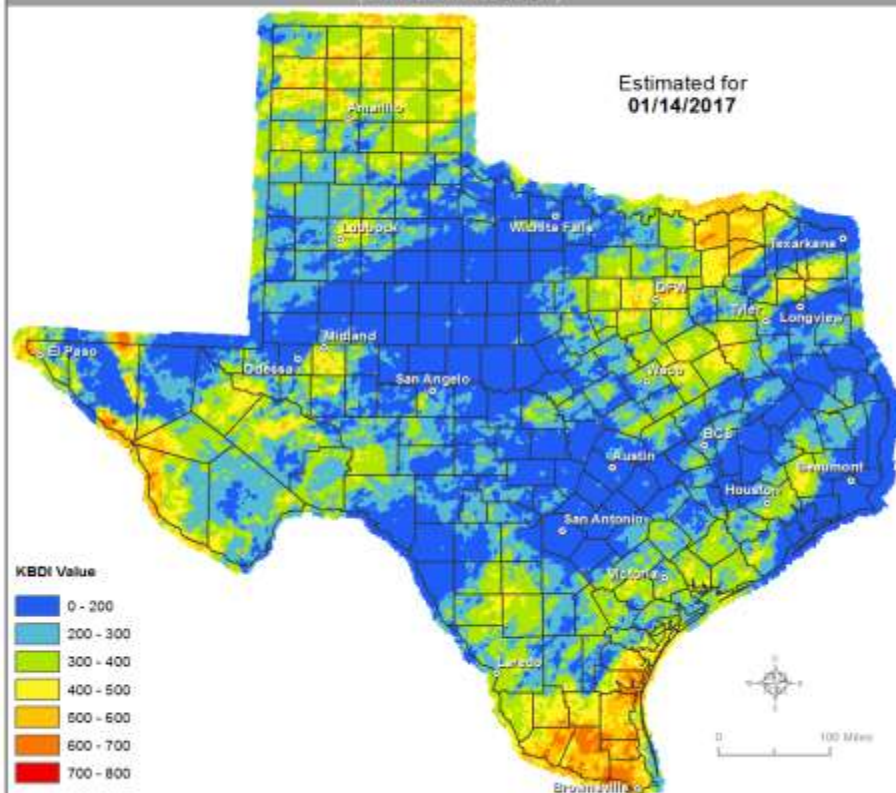 Estimated for
01/14/2017
Amarillo
Lubbock
Wichita Falls
Texarkana
DFW
Tyler
Longview
El Paso
Midland
Odessa
San Angelo
Waco
BCS
Austin
Beaumont
Houston
San Antonio
Victoria
Laredo
Brownsville
KBDI Value
0 - 200
200 - 300
300 - 400
400 - 500
500 - 600
600 - 700
700 - 800
0 100 Miles